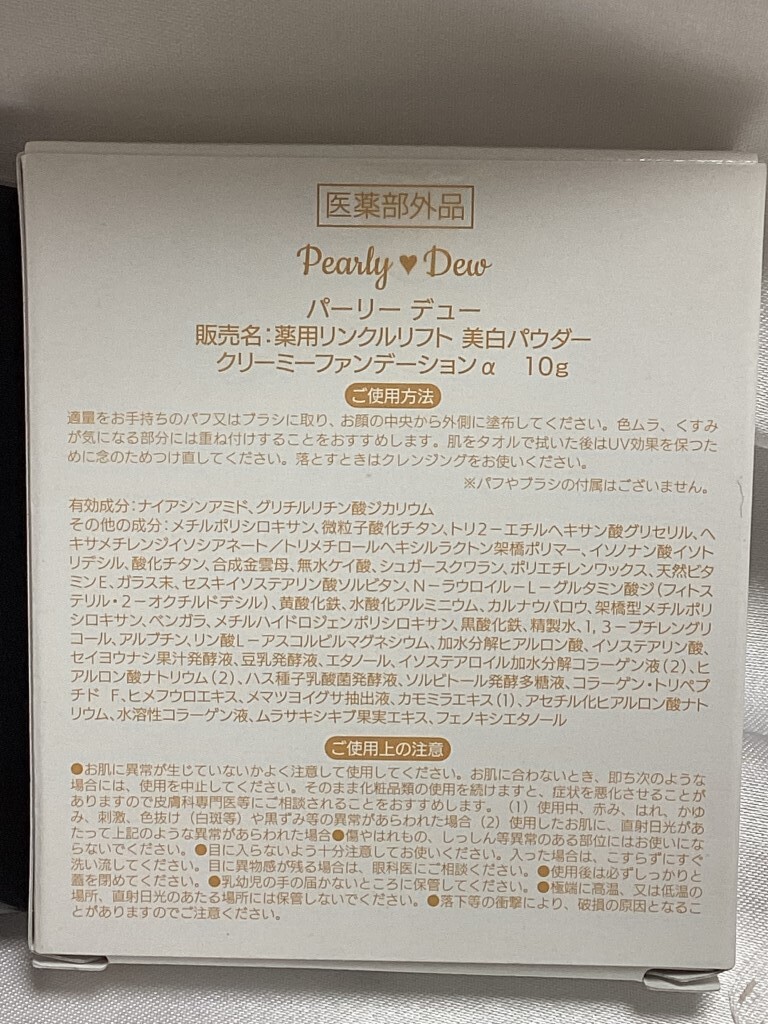 医薬部外品
Pearly♥Dew
パーリー デュー
販売名:薬用リンクルリフト 美白パウダー
クリーミーファンデーションα 10g
ご使用方法
適量をお手持ちのパフ又はブラシに取り、お顔の中央から外側に塗布してください。色ムラ、くすみ
が気になる部分には重ね付けすることをおすすめします。肌をタオルで拭いた後はUV効果を保つた
めに念のためつけ直してください。落とすときはクレンジングをお使いください。
※パフやブラシの付属はございません。
有効成分:ナイアシンアミド、グリチルリチン酸ジカリウム
その他の成分:メチルポリシロキサン、微粒子酸化チタン、トリ2-エチルヘキサン酸グリセリル、ヘ
キサメチレンジイソシアネート/トリメチロールヘキシルラクトン架橋ポリマー、イソノナン酸イソト
リデシル、酸化チタン、合成金雲母、無水ケイ酸、シュガースクワラン、ポリエチレンワックス、天然ビタ
ミンE、ガラス末、セスキイソステアリン酸ソルビタン、N-ラウロイル-L-グルタミン酸ジ(フィトス
テリル・2-オクチルドデシル)、黄酸化鉄、水酸化アルミニウム、カルナウバロウ、架橋型メチルポリ
シロキサン、ベンガラ、メチルハイドロジェンポリシロキサン、黒酸化鉄、精製水、1,3-ブチレングリ
コール、アルブチン、リン酸L-アスコルビルマグネシウム、加水分解ヒアルロン酸、イソステアリン酸、
セイヨウナシ果汁発酵液、豆乳発酵液、エタノール、イソステアロイル加水分解コラーゲン液(2)、ヒ
アルロン酸ナトリウム(2)、ハス種子乳酸菌発酵液、ソルビトール発酵多糖液、コラーゲン・トリペプ
チド F、ヒメフウロエキス、メマツヨイグサ抽出液、カモミラエキス(1)、アセチル化ヒアルロン酸ナト
リウム、水溶性コラーゲン液、ムラサキシキブ果実エキス、フェノキシエタノール
ご使用上の注意
●お肌に異常が生じていないかよく注意して使用してください。お肌に合わないとき、即ち次のような
場合には、使用を中止してください。そのまま化粧品類の使用を続けますと、症状を悪化させることが
ありますので皮膚科専門医等にご相談されることをおすすめします。(1)使用中、赤み、はれ、かゆ
み、刺激、色抜け(白斑等)や黒ずみ等の異常があらわれた場合(2)使用したお肌に、直射日光があ
たって上記のような異常があらわれた場合●傷やはれもの、しっしん等異常のある部位にはお使いにな
らないでください。●目に入らないよう十分注意してお使いください。入った場合は、こすらずにすぐ
洗い流してください。目に異物感が残る場合は、眼科医にご相談ください。●使用後は必ずしっかりと
蓋を閉めてください。●乳幼児の手の届かないところに保管してください。●極端に高温、又は低温の
場所、直射日光のあたる場所には保管しないでください。●落下等の衝撃により、破損の原因となるこ
とがありますのでご注意ください。